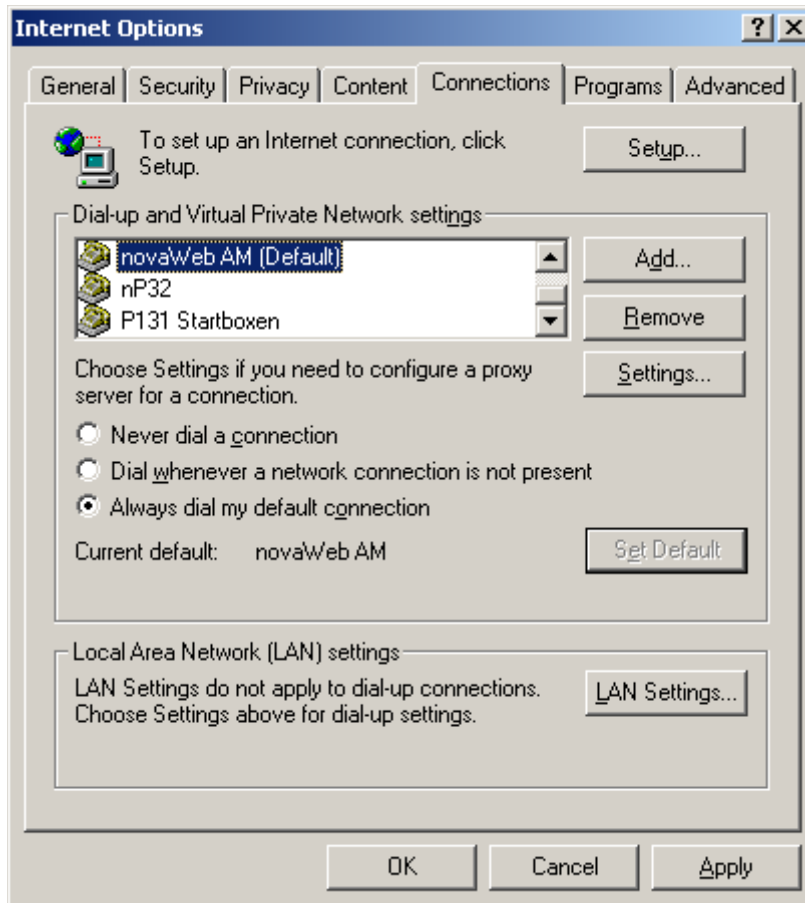 Internet Options
General Security Privacy Content Connections Programs Advanced
To set up an Internet connection, click
Setup.
Setup...
Dial-up and Virtual Private Network settings
novaWeb AM (Default)
nP32
P131 Startboxen
Add...
Remove
Choose Settings if you need to configure a proxy
server for a connection.
Settings...
Never dial a connection
Dial whenever a network connection is not present
Always dial my default connection
Current default: novaWeb AM
Set Default
Local Area Network (LAN) settings
LAN Settings do not apply to dial-up connections.
Choose Settings above for dial-up settings.
LAN Settings...
OK Cancel Apply